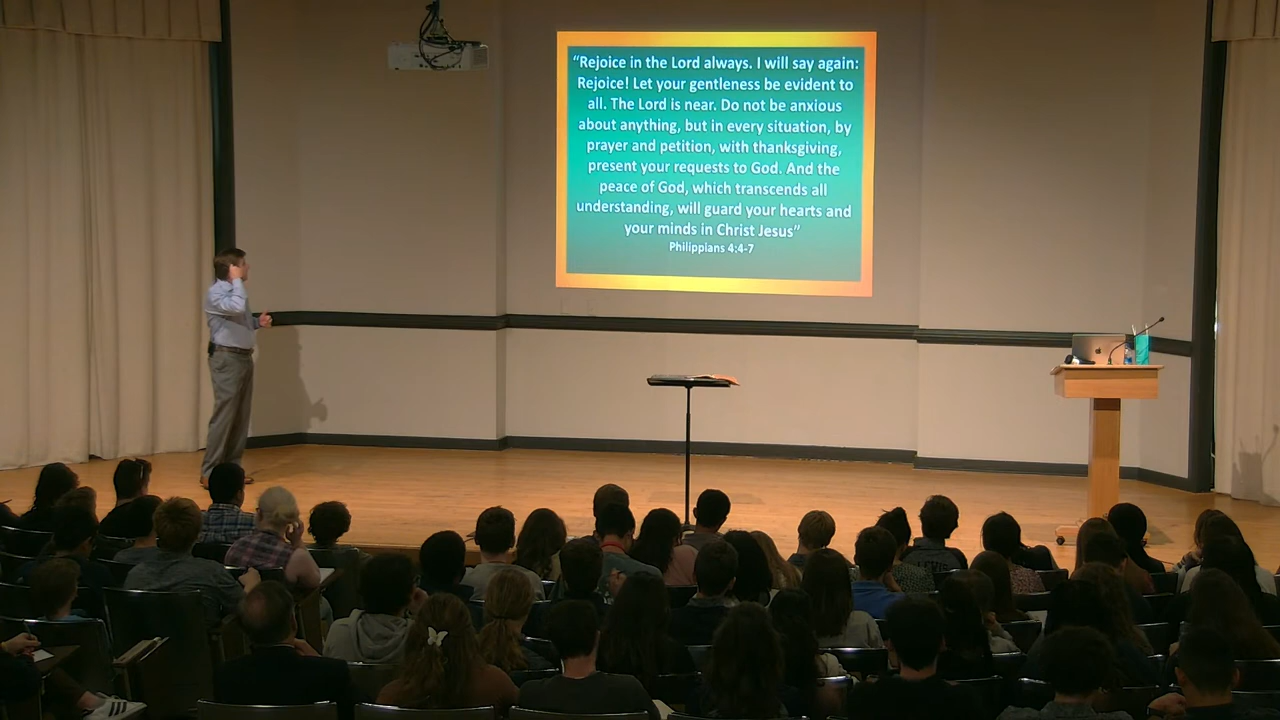 “Rejoice in the Lord always. I will say again:
Rejoice! Let your gentleness be evident to
all. The Lord is near. Do not be anxious
about anything, but in every situation, by
prayer and petition, with thanksgiving,
present your requests to God. And the
peace of God, which transcends all
understanding, will guard your hearts and
your minds in Christ Jesus”
Philippians 4:4-7